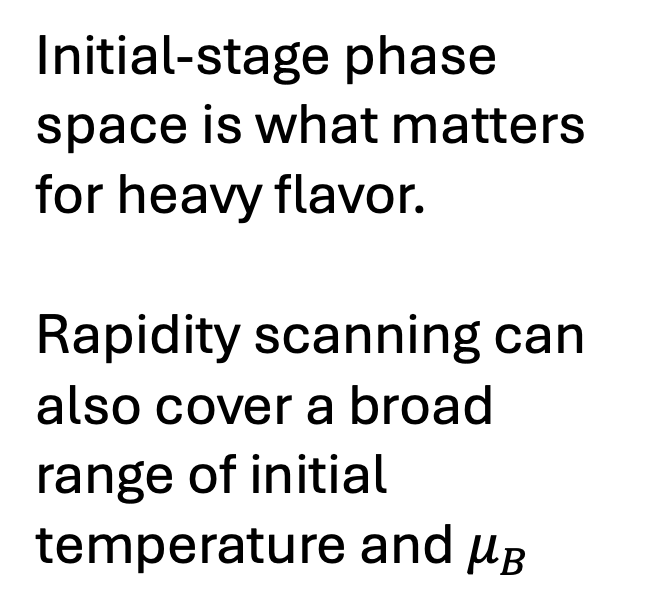 Initial-stage phase
space is what matters
for heavy flavor.
Rapidity scanning can
also cover a broad
range of initial
temperature and μ_B